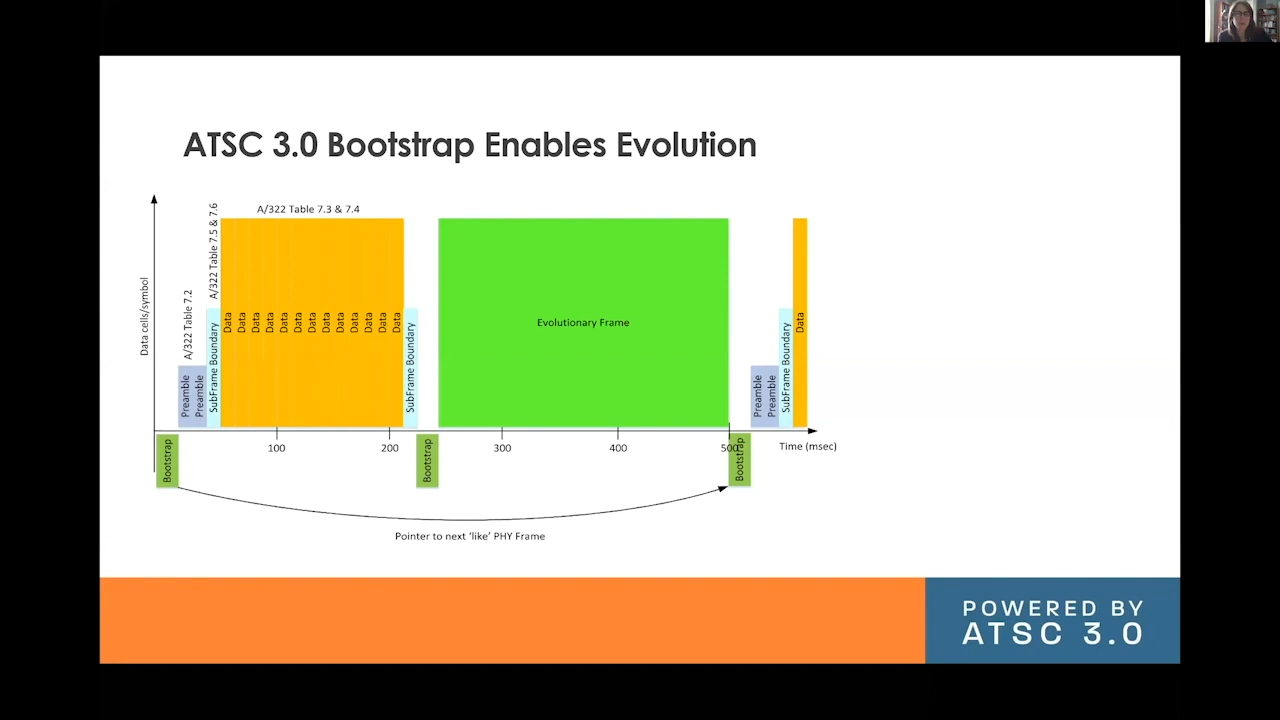 ATSC 3.0 Bootstrap Enables Evolution
Data cells/symbol
A/322 Table 7.2
A/322 Table 7.5 & 7.6
A/322 Table 7.3 & 7.4
Preamble
Preamble
SubFrame Boundary
Data
Data
Data
Data
Data
Data
Data
Data
Data
Data
Data
Data
Data
SubFrame Boundary
Evolutionary Frame
Preamble
Preamble
SubFrame Boundary
Data
100
200
300
400
500
Time (msec)
Bootstrap
Bootstrap
Bootstrap
Pointer to next 'like' PHY Frame
POWERED BY
ATSC 3.0